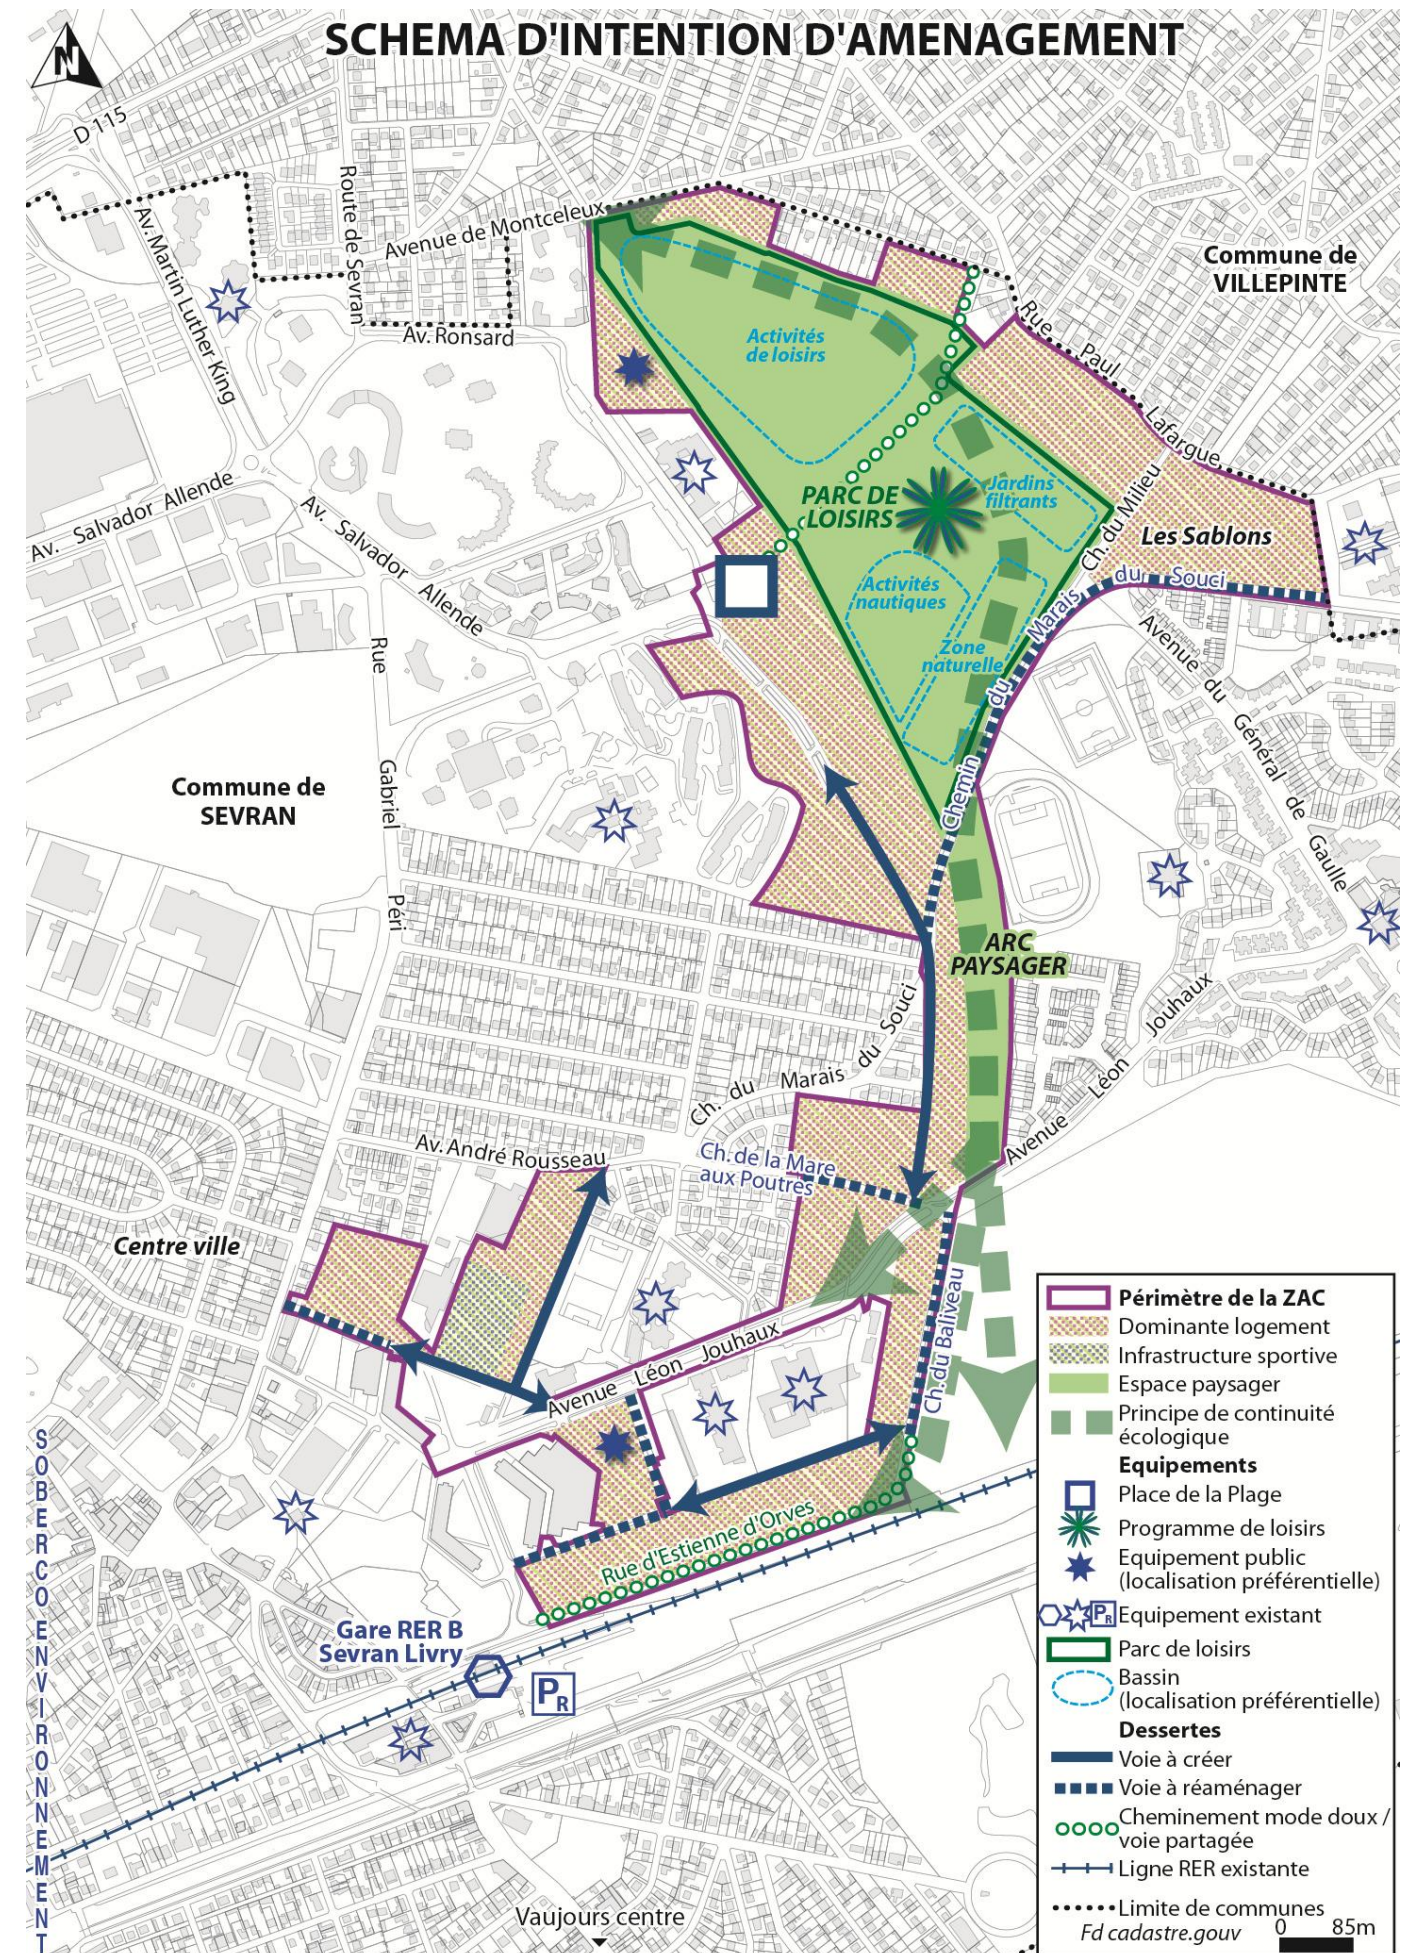 SCHEMA D'INTENTION D'AMENAGEMENT
N
D 115
Av. Martin Luther King
Route de Sevran
Avenue de Montceleux
Av. Ronsard
Commune de
VILLEPINTE
Rue Paul Lafargue
Activités
de loisirs
Jardins
filtrants
PARC DE
LOISIRS
Ch. du Milieu
Les Sablons
Av. Salvador Allende
Av. Salvador Allende
Activités
nautiques
Zone
naturelle
Chemin du Marais du Souci
Avenue du Général de Gaulle
Rue Gabriel Péri
Commune de
SEVRAN
ARC
PAYSAGER
Ch. du Marais du Souci
Avenue Léon Jouhaux
Av. André Rousseau
Ch. de la Mare
aux Poutres
Centre ville
Ch. du Baliveau
Avenue Léon Jouhaux
Rue d'Estienne d'Orves
Gare RER B
Sevran Livry
PR
Vaujours centre
SOBERCO ENVIRONNEMENT
Périmètre de la ZAC
Dominante logement
Infrastructure sportive
Espace paysager
Principe de continuité
écologique
Equipements
Place de la Plage
Programme de loisirs
Equipement public
(localisation préférentielle)
PR
Equipement existant
Parc de loisirs
Bassin
(localisation préférentielle)
Dessertes
Voie à créer
Voie à réaménager
Cheminement mode doux /
voie partagée
Ligne RER existante
Limite de communes
Fd cadastre.gouv
0 85m